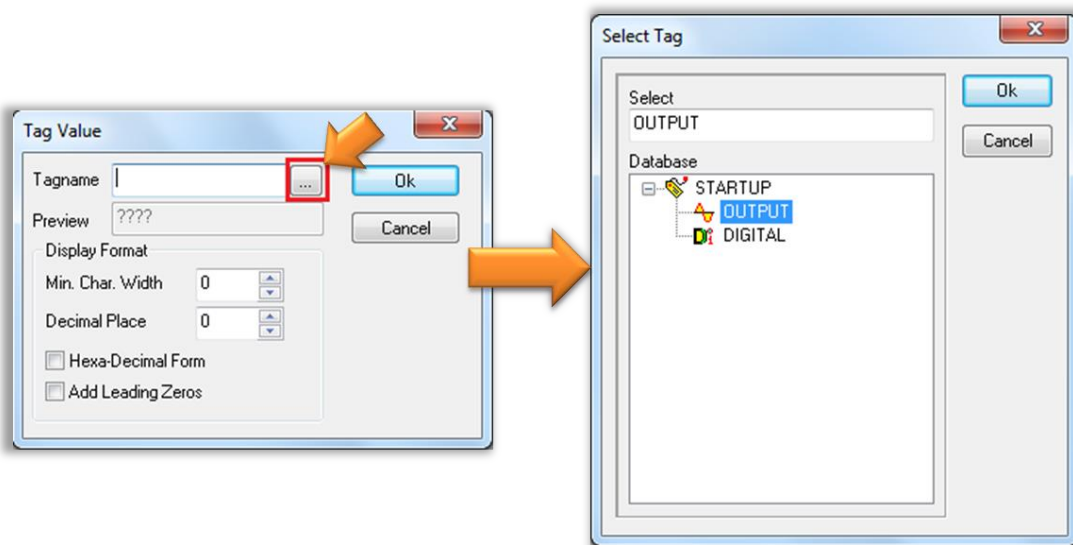 Tag Value
Tagname
...
Ok
Preview
????
Cancel
Display Format
Min. Char. Width 0
Decimal Place 0
Hexa-Decimal Form
Add Leading Zeros
Select Tag
Select
OUTPUT
Ok
Cancel
Database
STARTUP
OUTPUT
DIGITAL